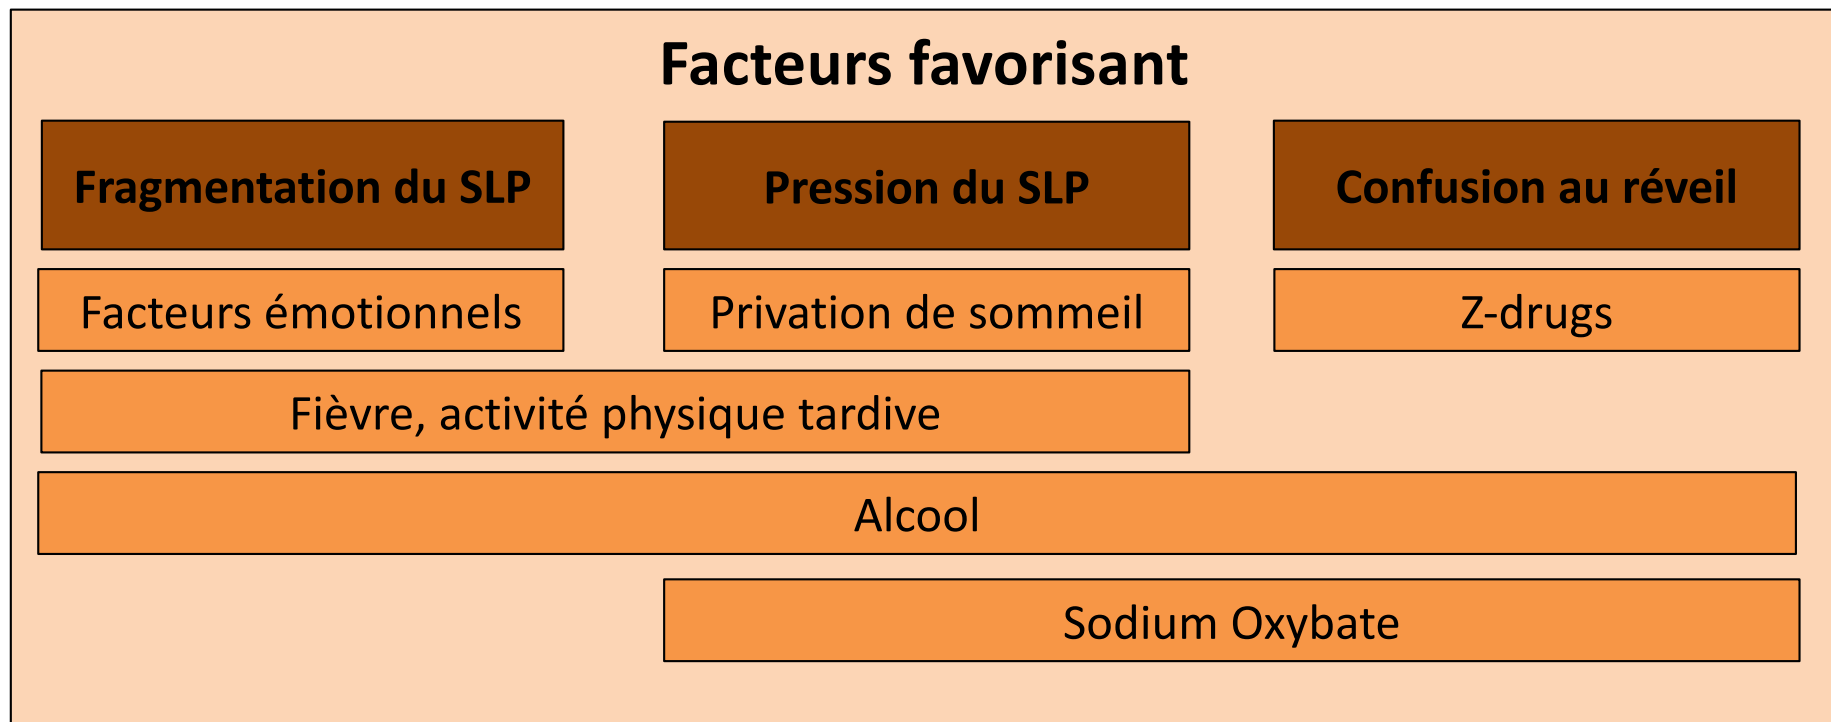 Facteurs favorisant
Fragmentation du SLP
Pression du SLP
Confusion au réveil
Facteurs émotionnels
Privation de sommeil
Z-drugs
Fièvre, activité physique tardive
Alcool
Sodium Oxybate